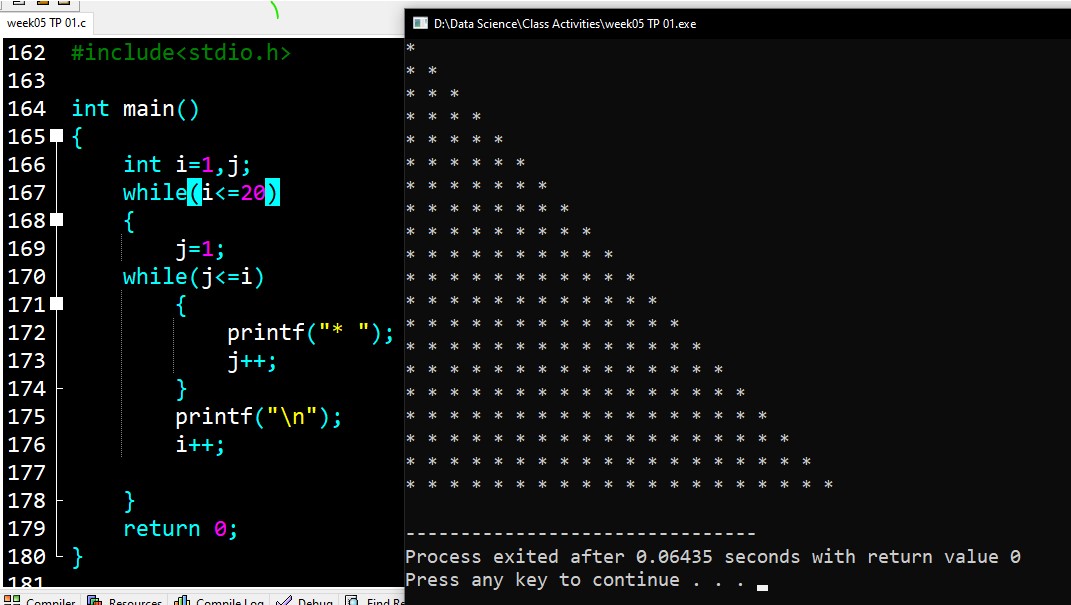 week05 TP 01.c
162 #include<stdio.h>
163
164 int main()
165 {
166 int i=1,j;
167 while(i<=20)
168 {
169 j=1;
170 while(j<=i)
171 {
172 printf("* ");
173 j++;
174 }
175 printf("\n");
176 i++;
177
178 }
179 return 0;
180 }
181
Compiler Resources Compile Log Debug Find Re
D:\Data Science\Class Activities\week05 TP 01.exe
*
* *
* * *
* * * *
* * * * *
* * * * * *
* * * * * * *
* * * * * * * *
* * * * * * * * *
* * * * * * * * * *
* * * * * * * * * * *
* * * * * * * * * * * *
* * * * * * * * * * * * *
* * * * * * * * * * * * * *
* * * * * * * * * * * * * * *
* * * * * * * * * * * * * * * *
* * * * * * * * * * * * * * * * *
* * * * * * * * * * * * * * * * * *
* * * * * * * * * * * * * * * * * * *
* * * * * * * * * * * * * * * * * * * *
--------------------------------
Process exited after 0.06435 seconds with return value 0
Press any key to continue . . .